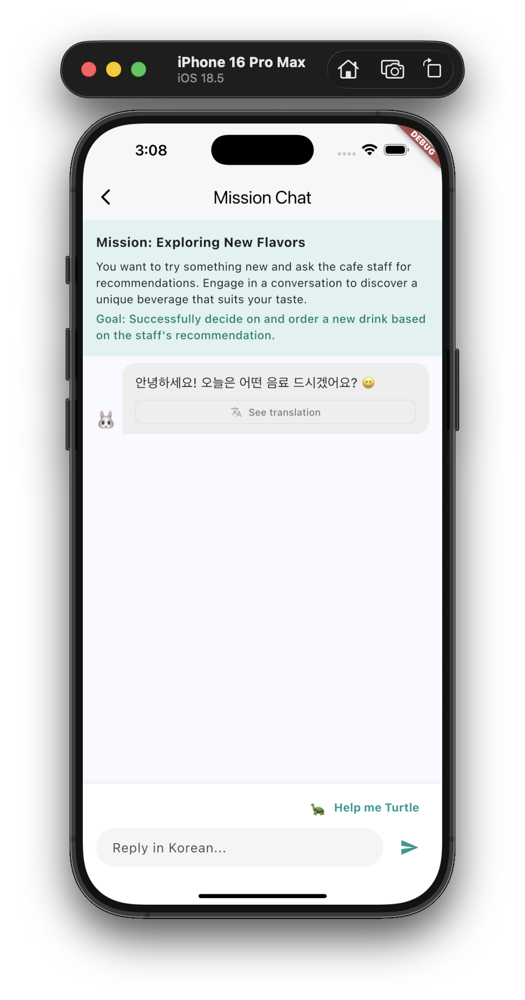 iPhone 16 Pro Max
iOS 18.5
3:08
DEBUG
Mission Chat
Mission: Exploring New Flavors
You want to try something new and ask the cafe staff for
recommendations. Engage in a conversation to discover a
unique beverage that suits your taste.
Goal: Successfully decide on and order a new drink based
on the staff's recommendation.
안녕하세요! 오늘은 어떤 음료 드시겠어요? 😄
See translation
Help me Turtle
Reply in Korean...